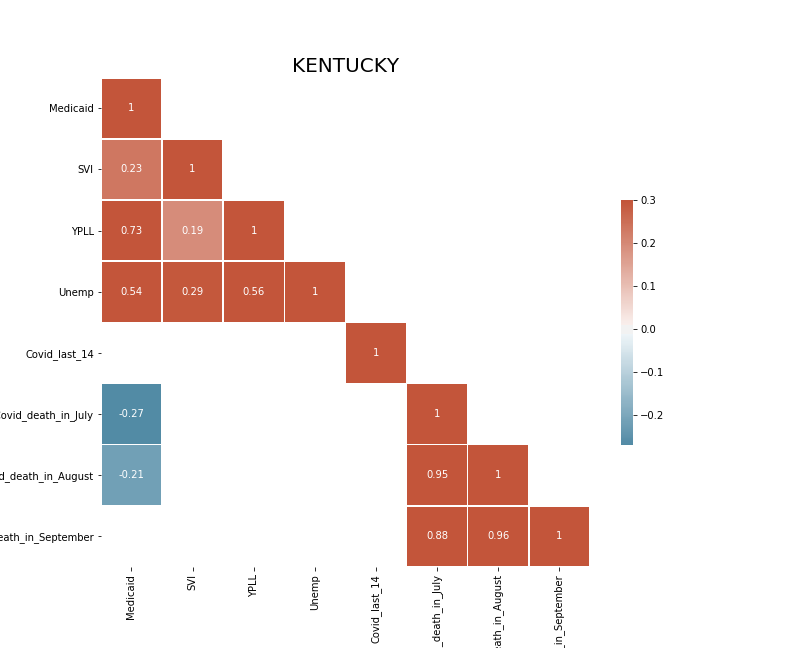 KENTUCKY
Medicaid 1
SVI 0.23 1
YPLL 0.73 0.19 1
Unemp 0.54 0.29 0.56 1
Covid_last_14 1
ovid_death_in_July -0.27 1
d_death_in_August -0.21 0.95 1
eath_in_September 0.88 0.96 1
Medicaid
SVI
YPLL
Unemp
Covid_last_14
_death_in_July
eath_in_August
_in_September
0.3
0.2
0.1
0.0
−0.1
−0.2